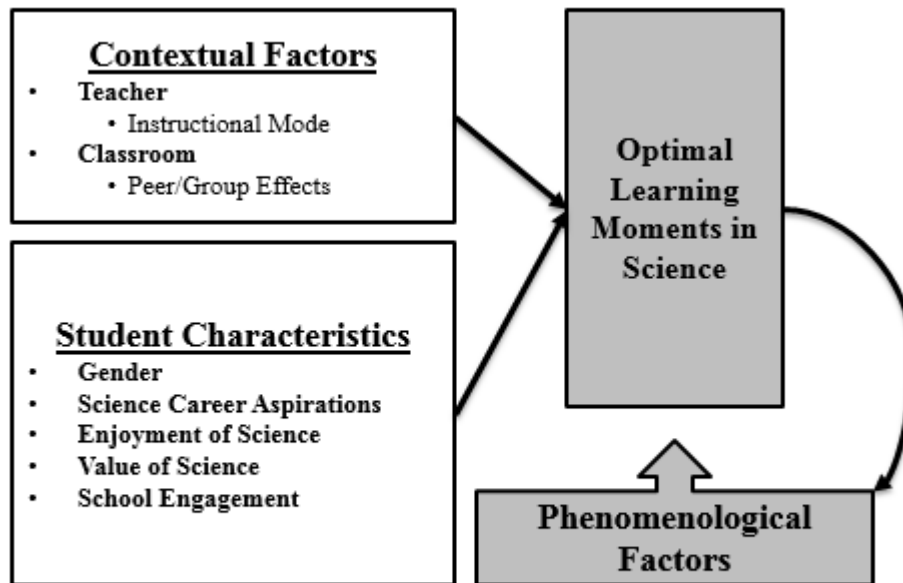 Contextual Factors
• Teacher
• Instructional Mode
• Classroom
• Peer/Group Effects
Student Characteristics
• Gender
• Science Career Aspirations
• Enjoyment of Science
• Value of Science
• School Engagement
Optimal
Learning
Moments in
Science
Phenomenological
Factors